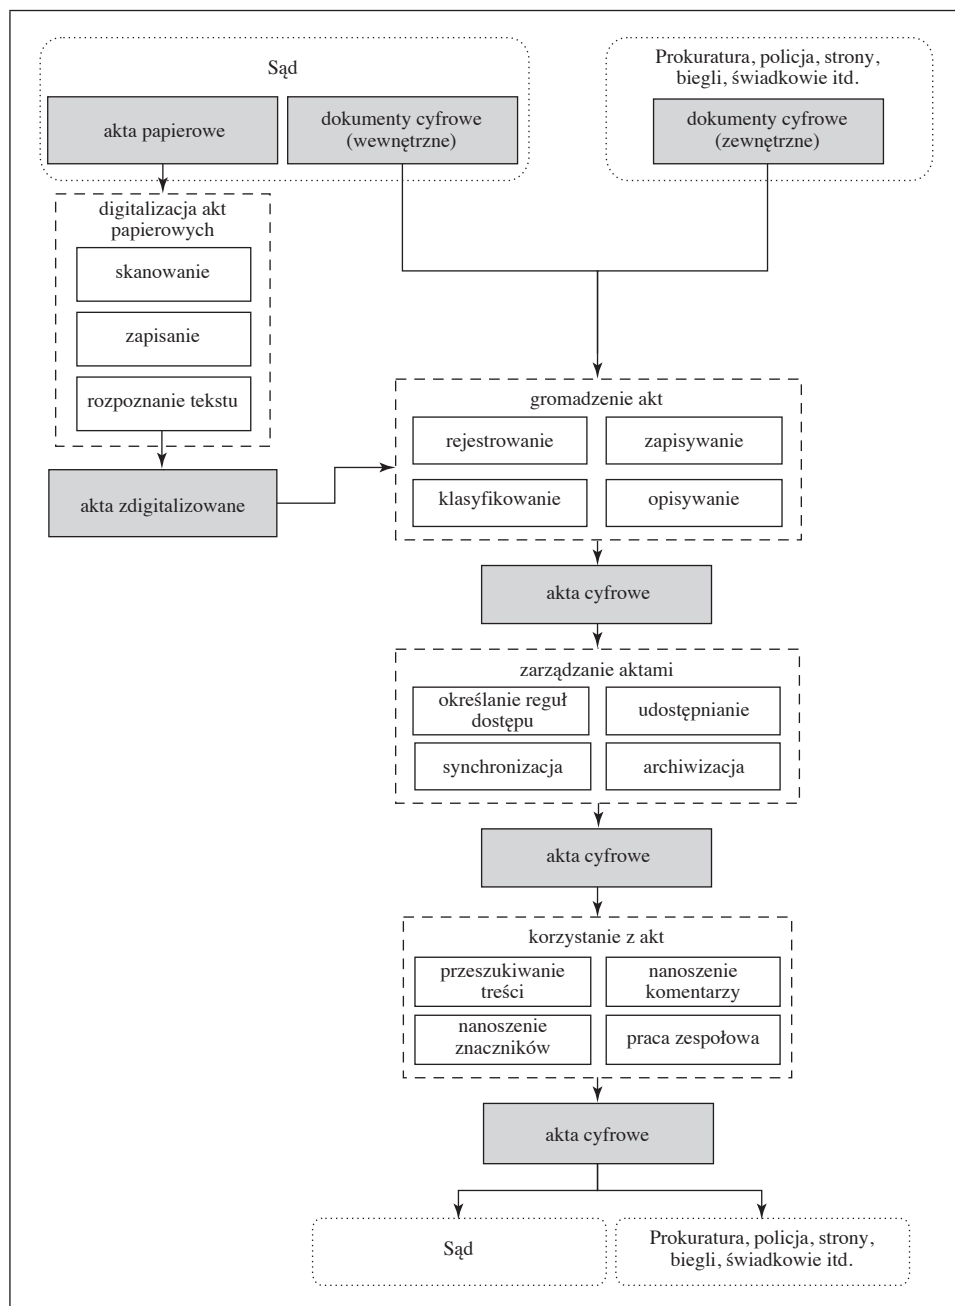 Sąd
akta papierowe
dokumenty cyfrowe
(wewnętrzne)
Prokuratura, policja, strony,
biegli, świadkowie itd.
dokumenty cyfrowe
(zewnętrzne)
digitalizacja akt
papierowych
skanowanie
zapisanie
rozpoznanie tekstu
akta zdigitalizowane
gromadzenie akt
rejestrowanie
zapisywanie
klasyfikowanie
opisywanie
akta cyfrowe
zarządzanie aktami
określanie reguł
dostępu
udostępnianie
synchronizacja
archiwizacja
akta cyfrowe
korzystanie z akt
przeszukiwanie
treści
nanoszenie
komentarzy
nanoszenie
znaczników
praca zespołowa
akta cyfrowe
Sąd
Prokuratura, policja, strony,
biegli, świadkowie itd.